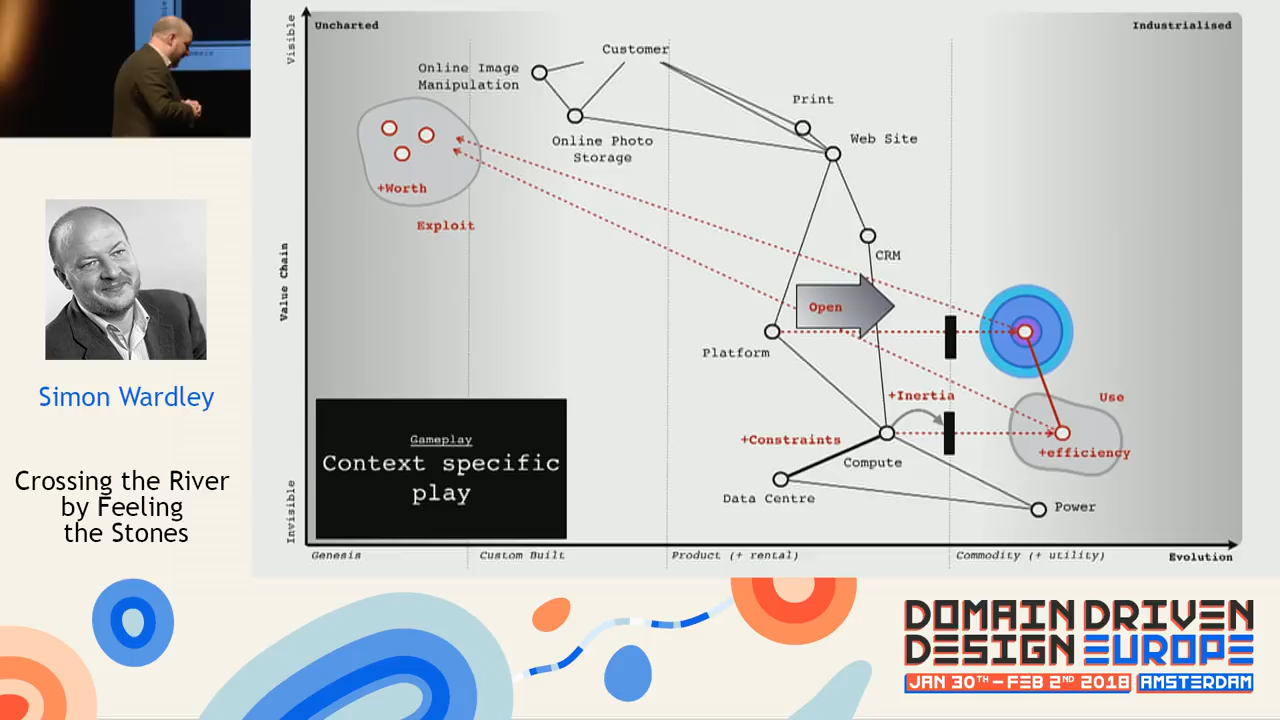 Uncharted
Industrialised
Visible
Value Chain
Invisible
Customer
Online Image
Manipulation
Print
Online Photo
Storage
Web Site
+Worth
Exploit
CRM
Open
Platform
+Inertia
Use
+Constraints
Compute
+efficiency
Data Centre
Power
Gameplay
Context specific
play
Genesis
Custom Built
Product (+ rental)
Commodity (+ utility)
Evolution
Simon Wardley
Crossing the River
by Feeling
the Stones
DOMAIN DRIVEN
DESIGN EUROPE
JAN 30TH - FEB 2ND 2018 AMSTERDAM